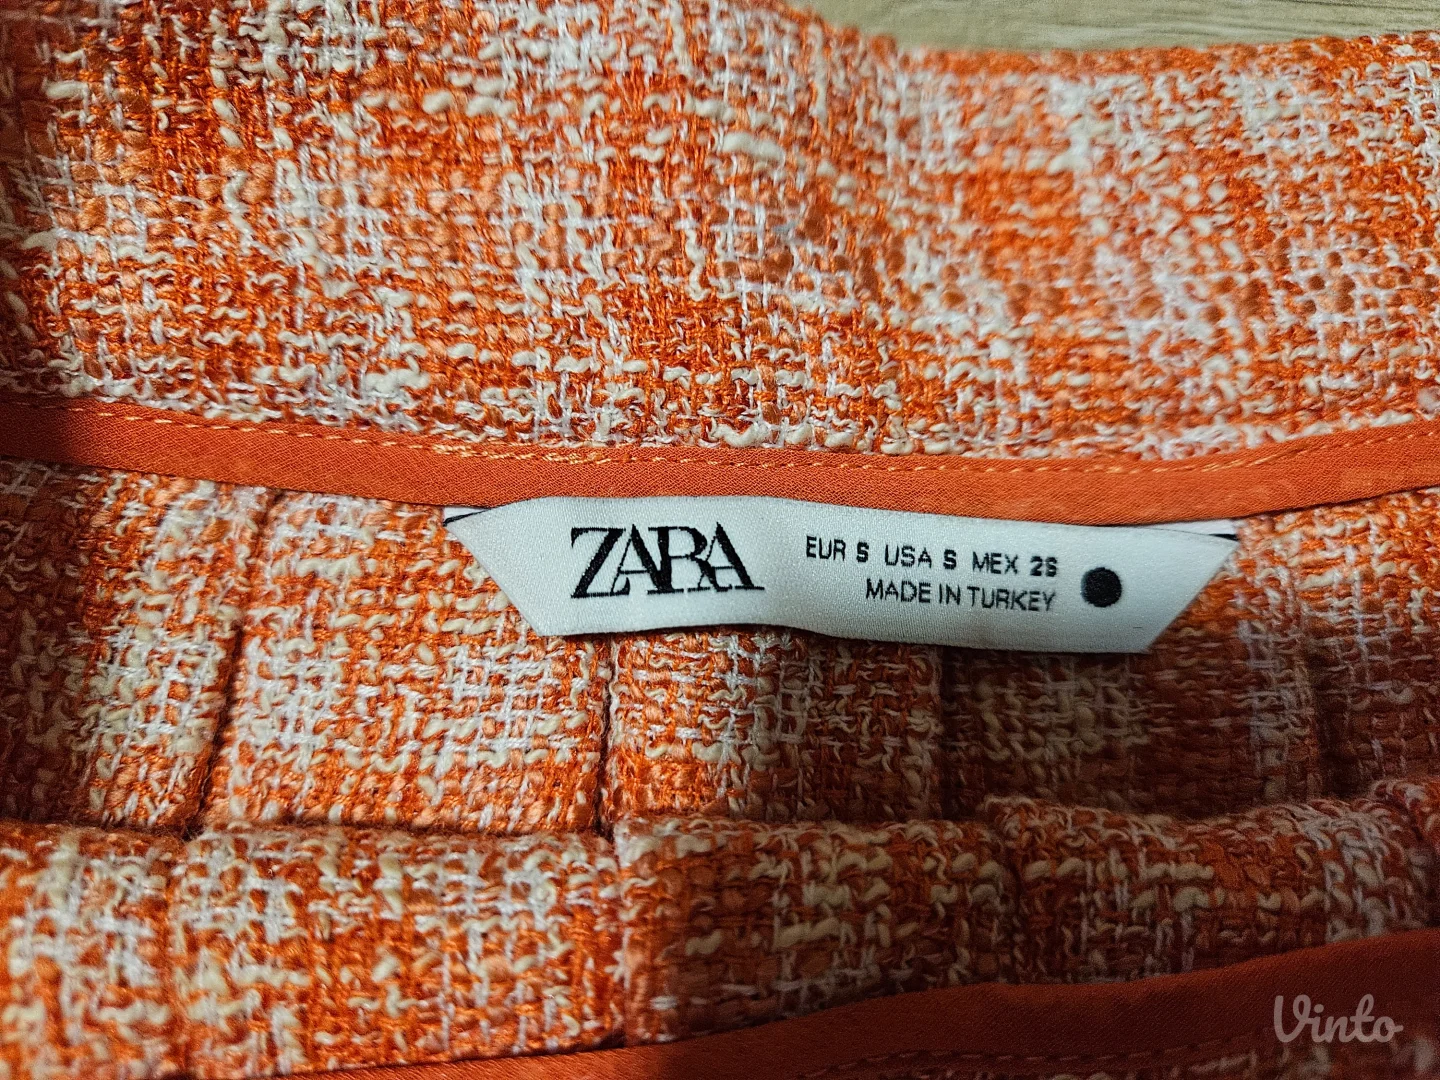 ZARA
EUR S USA S MEX 26
MADE IN TURKEY
Vinto